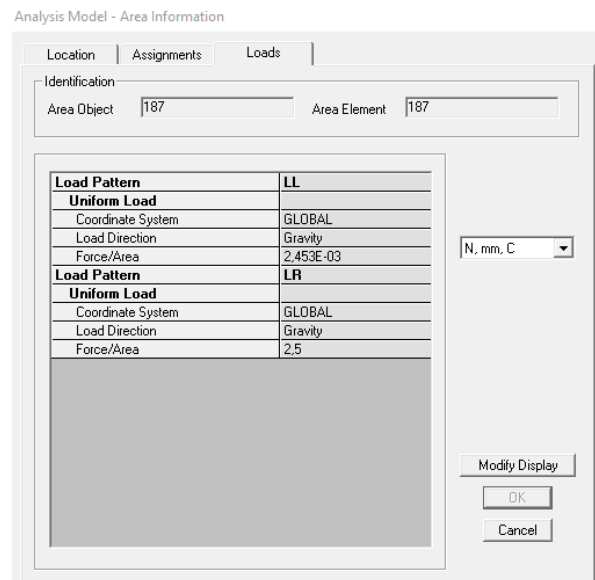 Analysis Model - Area Information
Location Assignments Loads
Identification
Area Object 187 Area Element 187
Load Pattern LL
Uniform Load
Coordinate System GLOBAL
Load Direction Gravity
Force/Area 2,453E-03
Load Pattern LR
Uniform Load
Coordinate System GLOBAL
Load Direction Gravity
Force/Area 2,5
N, mm, C
Modify Display
OK
Cancel